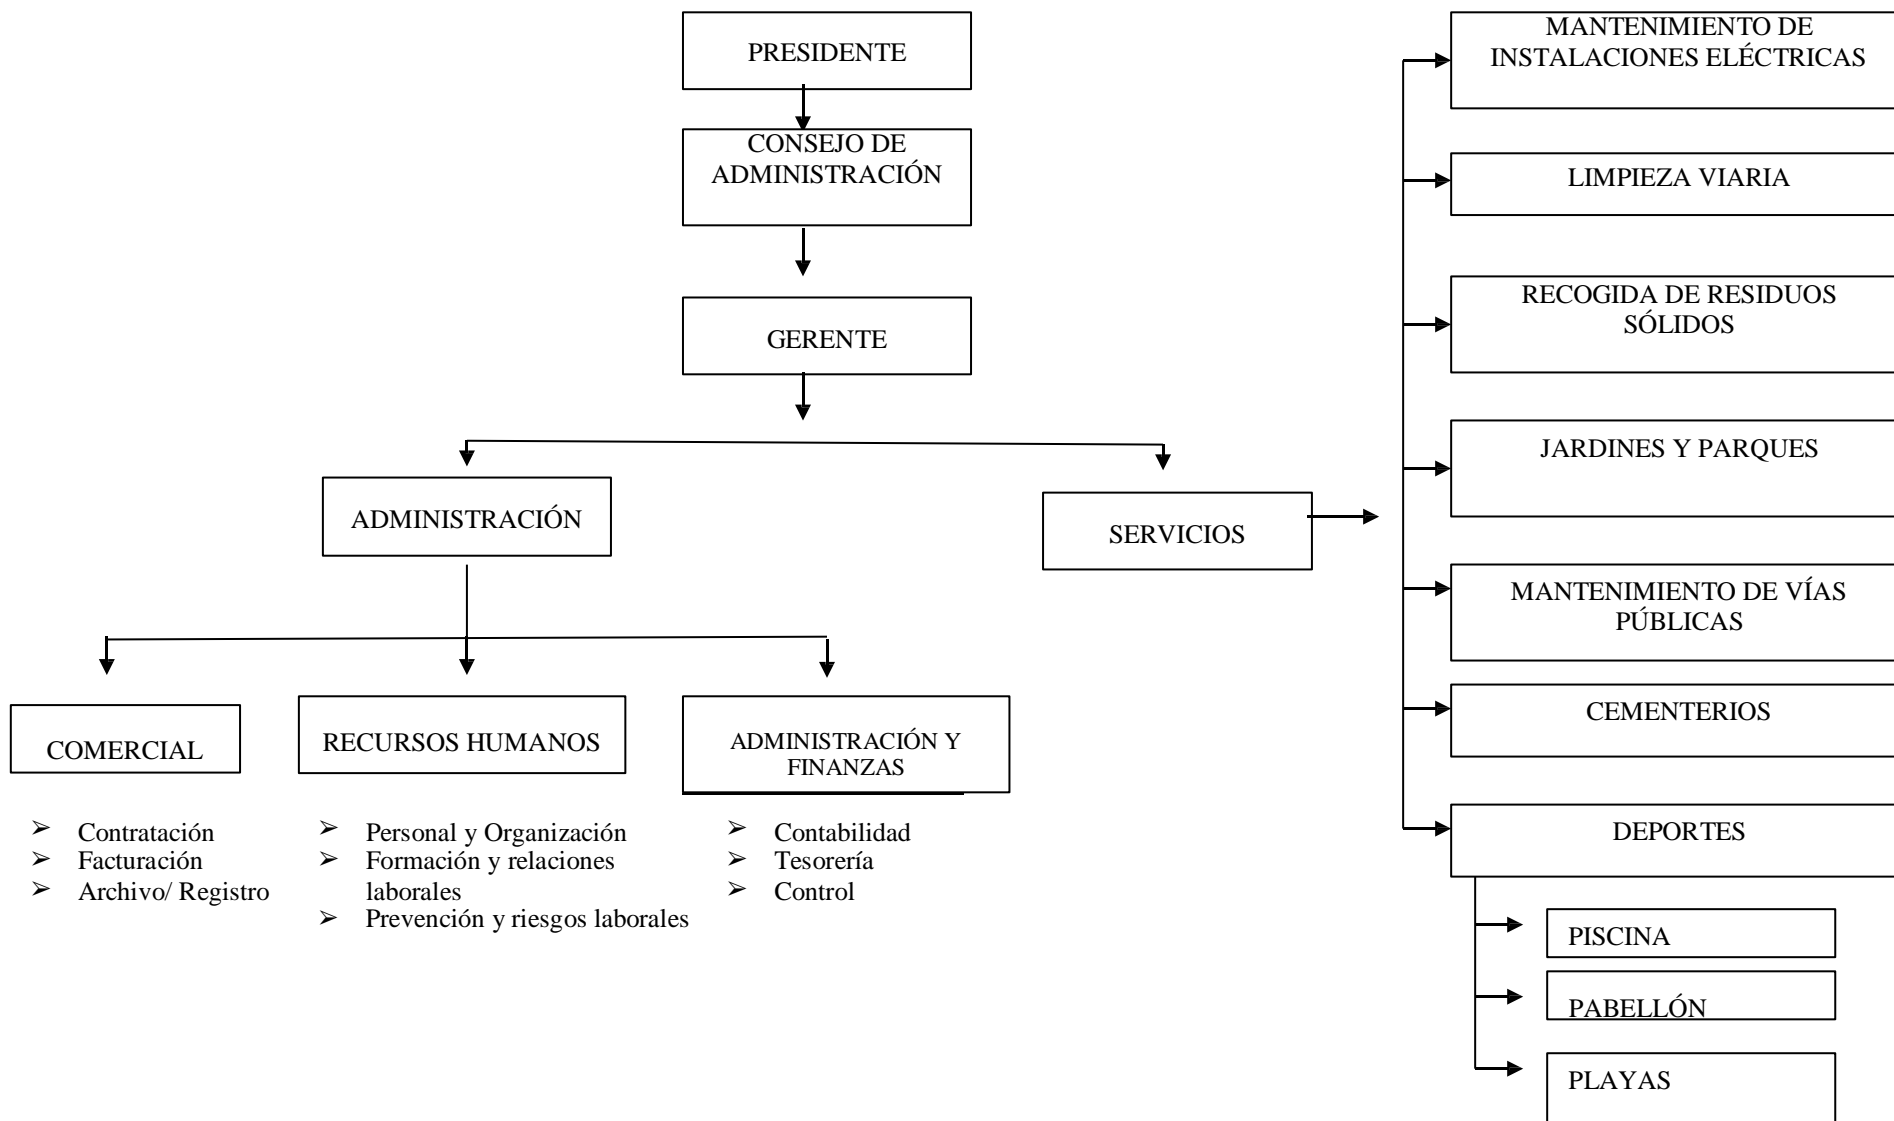 PRESIDENTE
CONSEJO DE
ADMINISTRACIÓN
GERENTE
ADMINISTRACIÓN
SERVICIOS
COMERCIAL
RECURSOS HUMANOS
ADMINISTRACIÓN Y
FINANZAS
➢ Contratación
➢ Facturación
➢ Archivo/ Registro
➢ Personal y Organización
➢ Formación y relaciones
laborales
➢ Prevención y riesgos laborales
➢ Contabilidad
➢ Tesorería
➢ Control
MANTENIMIENTO DE
INSTALACIONES ELÉCTRICAS
LIMPIEZA VIARIA
RECOGIDA DE RESIDUOS
SÓLIDOS
JARDINES Y PARQUES
MANTENIMIENTO DE VÍAS
PÚBLICAS
CEMENTERIOS
DEPORTES
PISCINA
PABELLÓN
PLAYAS